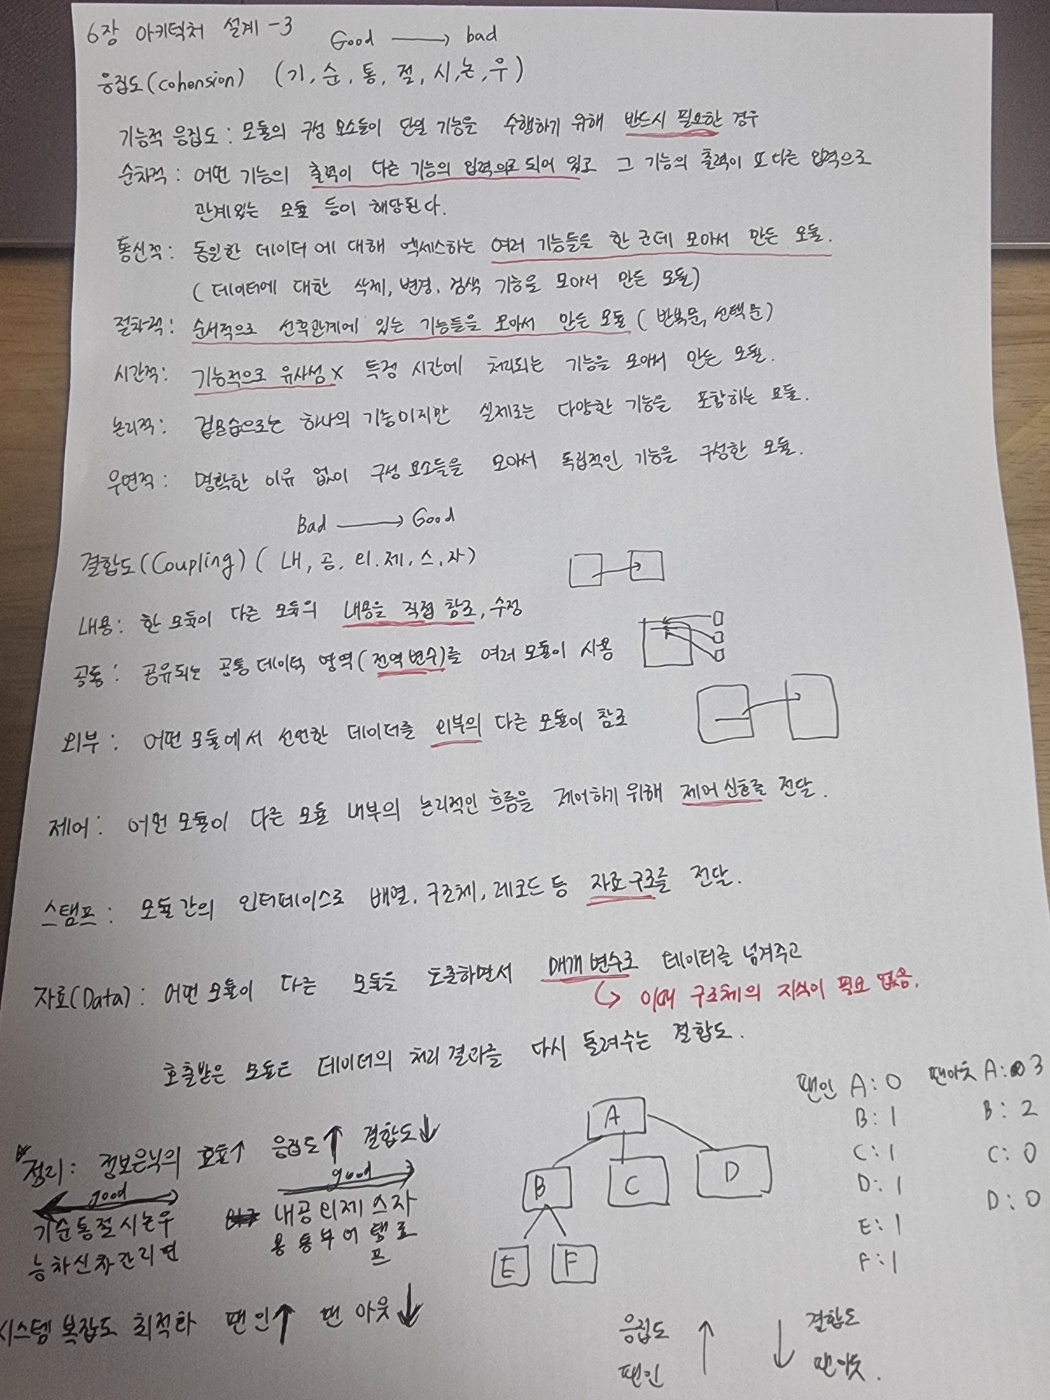 6장 아키텍처 설계 -3
Good → bad
응집도(cohension) (기, 순, 통, 절, 시, 논, 우)
기능적 응집도 : 모듈의 구성 요소들이 단일 기능을 수행하기 위해 반드시 필요한 경우
순차적 : 어떤 기능의 출력이 다른 기능의 입력으로 되어 있고 그 기능의 출력이 또 다른 입력으로
관계있는 모듈 등이 해당된다.
통신적 : 동일한 데이터에 대해 엑세스하는 여러 기능들을 한 군데 모아서 만든 모듈.
( 데이터에 대한 삭제, 변경, 검색 기능을 모아서 만든 모듈)
절차적 : 순서적으로 선후관계에 있는 기능들을 모아서 만든 모듈 ( 반복문, 선택문)
시간적 : 기능적으로 유사성 X 특정 시간에 처리되는 기능을 모아서 만든 모듈.
논리적 : 겉모습으로는 하나의 기능이지만 실제로는 다양한 기능을 포함하는 모듈.
우연적 : 명확한 이유 없이 구성 요소들을 모아서 독립적인 기능을 구성한 모듈.
Bad → Good
결합도(Coupling) ( 내, 공. 외. 제, 스, 자)
내용 : 한 모듈이 다른 모듈의 내용을 직접 참조, 수정
공통 : 공유되는 공통 데이터 영역(전역변수)를 여러 모듈이 사용
외부 : 어떤 모듈에서 선언한 데이터를 외부의 다른 모듈이 참조
제어 : 어떤 모듈이 다른 모듈 내부의 논리적인 흐름을 제어하기 위해 제어 신호를 전달.
스탬프 : 모듈간의 인터페이스로 배열, 구조체, 레코드 등 자료구조를 전달.
자료(Data) : 어떤 모듈이 다른 모듈을 호출하면서 매개 변수로 데이터를 넘겨주고
이때 구조체의 지식이 필요 없음.
호출받은 모듈은 데이터의 처리 결과를 다시 돌려주는 결합도.
정리 : 정보은닉의 효율↑ 응집도↑ 결합도↓
good
기순통절시논우
능차신차간리연
good
내공외제스자
용통부어탬료
프
시스템 복잡도 최적화 팬인↑ 팬 아웃↓
A
B C D
E F
팬인 A : 0
B : 1
C : 1
D : 1
E : 1
F : 1
팬아웃 A : 3
B : 2
C : 0
D : 0
응집도 ↑ ↓ 결합도
팬인 팬아웃.